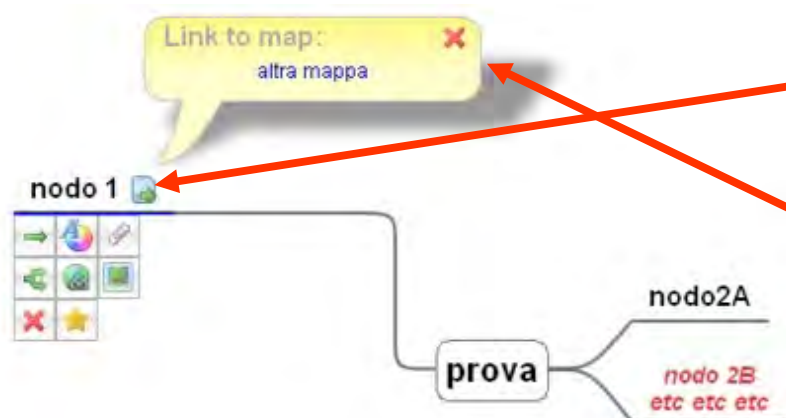 Link to map:
altra mappa
nodo 1
nodo2A
prova
nodo 2B
etc etc etc